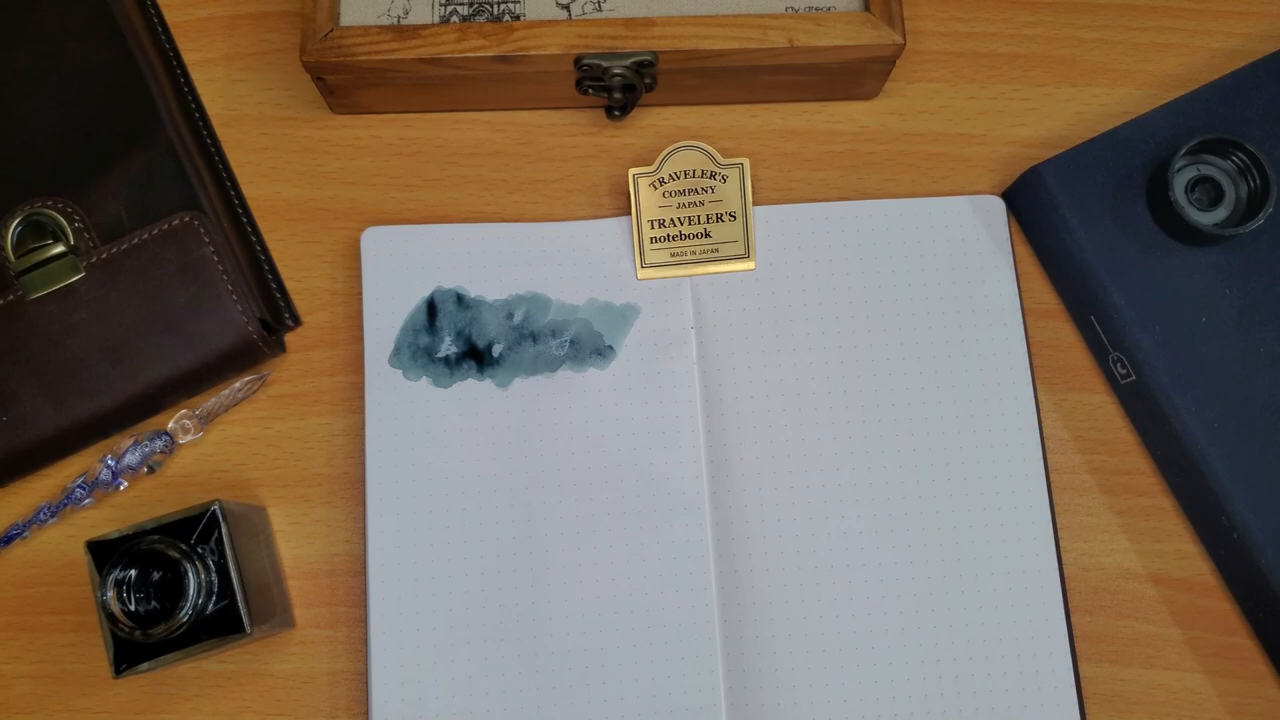 my dream
TRAVELER'S
COMPANY
JAPAN
TRAVELER'S
notebook
MADE IN JAPAN